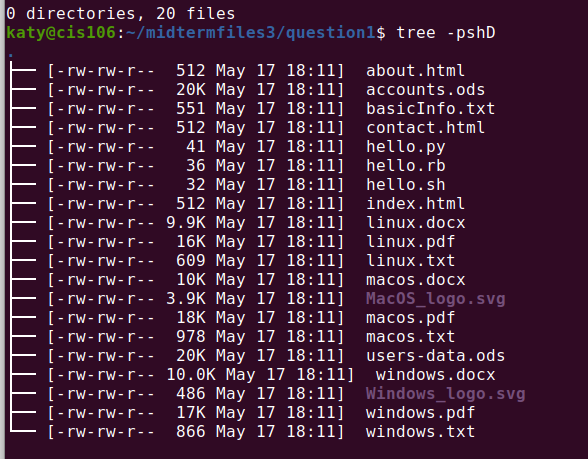 0 directories, 20 files
katy@cis106:~/midtermfiles3/question1$ tree -pshD
.
├── [-rw-rw-r--  512 May 17 18:11]  about.html
├── [-rw-rw-r--  20K May 17 18:11]  accounts.ods
├── [-rw-rw-r--  551 May 17 18:11]  basicInfo.txt
├── [-rw-rw-r--  512 May 17 18:11]  contact.html
├── [-rw-rw-r--   41 May 17 18:11]  hello.py
├── [-rw-rw-r--   36 May 17 18:11]  hello.rb
├── [-rw-rw-r--   32 May 17 18:11]  hello.sh
├── [-rw-rw-r--  512 May 17 18:11]  index.html
├── [-rw-rw-r-- 9.9K May 17 18:11]  linux.docx
├── [-rw-rw-r--  16K May 17 18:11]  linux.pdf
├── [-rw-rw-r--  609 May 17 18:11]  linux.txt
├── [-rw-rw-r--  10K May 17 18:11]  macos.docx
├── [-rw-rw-r-- 3.9K May 17 18:11]  MacOS_logo.svg
├── [-rw-rw-r--  18K May 17 18:11]  macos.pdf
├── [-rw-rw-r--  978 May 17 18:11]  macos.txt
├── [-rw-rw-r--  20K May 17 18:11]  users-data.ods
├── [-rw-rw-r-- 10.0K May 17 18:11]  windows.docx
├── [-rw-rw-r--  486 May 17 18:11]  Windows_logo.svg
├── [-rw-rw-r--  17K May 17 18:11]  windows.pdf
└── [-rw-rw-r--  866 May 17 18:11]  windows.txt